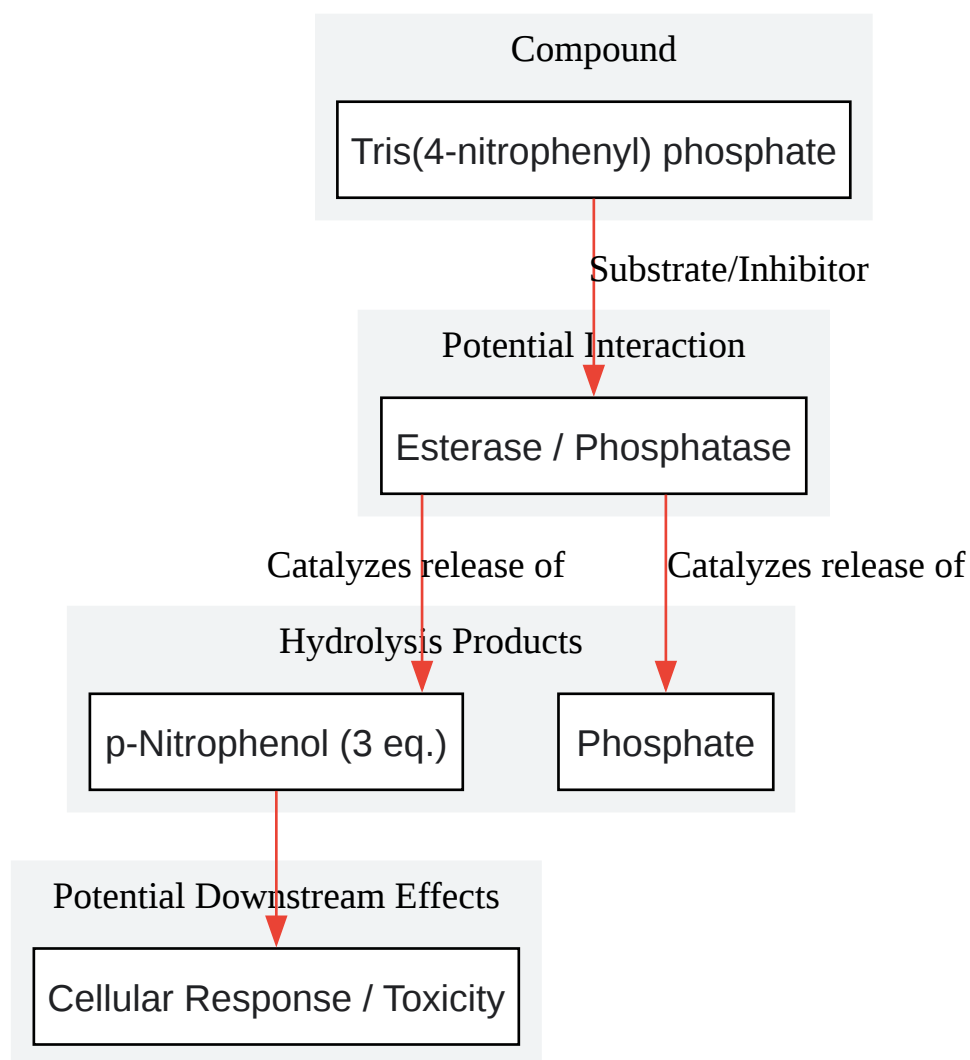 Compound
Tris(4-nitrophenyl) phosphate
Substrate/Inhibitor
Potential Interaction
Esterase / Phosphatase
Catalyzes release of
Catalyzes release of
Hydrolysis Products
p-Nitrophenol (3 eq.)
Phosphate
Potential Downstream Effects
Cellular Response / Toxicity